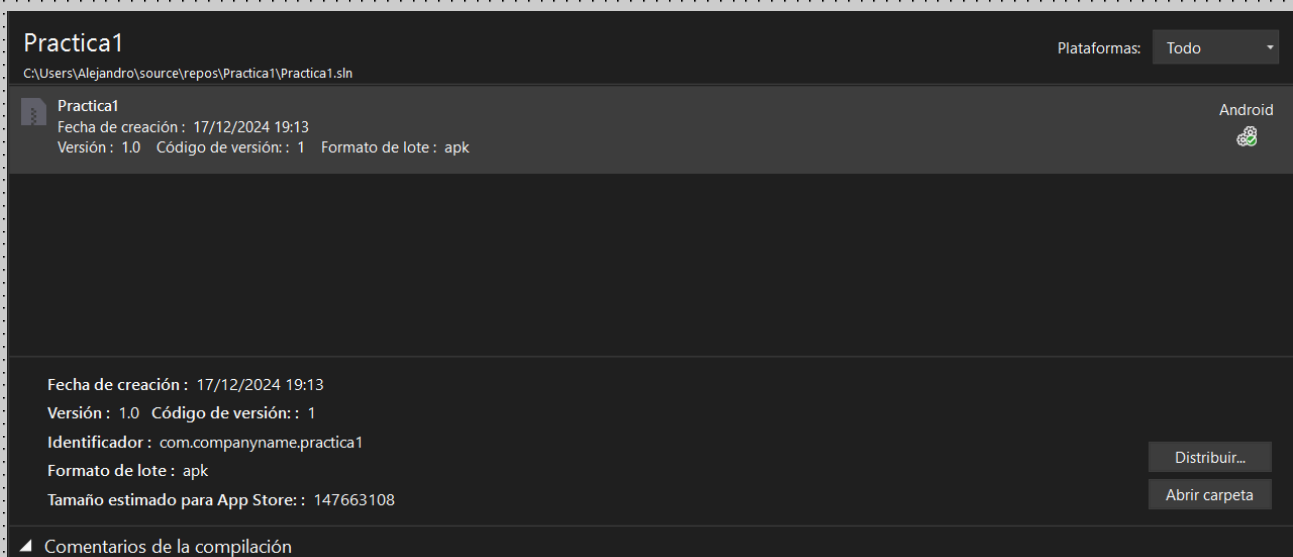 Practica1
Plataformas: Todo
C:\Users\Alejandro\source\repos\Practica1\Practica1.sln
Practica1
Android
Fecha de creación : 17/12/2024 19:13
Versión : 1.0 Código de versión: : 1 Formato de lote : apk
Fecha de creación : 17/12/2024 19:13
Versión : 1.0 Código de versión: : 1
Identificador : com.companyname.practica1
Formato de lote : apk
Tamaño estimado para App Store: : 147663108
Distribuir...
Abrir carpeta
Comentarios de la compilación